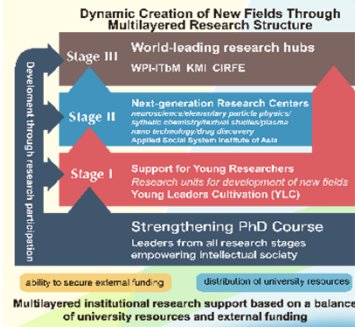 Dynamic Creation of New Fields Through
Multilayered Research Structure
Stage III
World-leading research hubs
WPI-ITbM KMI CIRFE
Stage II
Next-generation Research Centers
neuroscience/elementary particle physics/
sythetic chemistry/textual studies/plasma
nano technology/drug discovery
Applied Social System Institute of Asia
Stage I
Support for Young Researchers
Research units for development of new fields
Young Leaders Cultivation (YLC)
Strengthening PhD Course
Leaders from all research stages
empowering intellectual society
Develoment through research participation
ability to secure external funding
distribution of university resources
Multilayered institutional research support based on a balance
of university resources and external funding